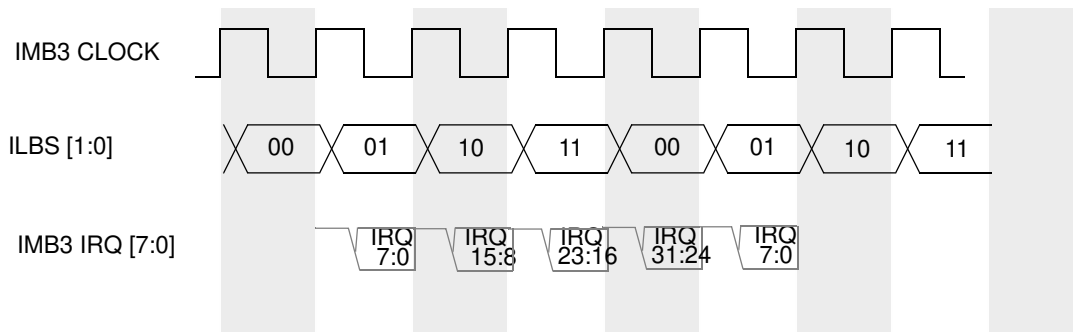 IMB3 CLOCK
ILBS [1:0]
00 01 10 11 00 01 10 11
IMB3 IRQ [7:0]
IRQ IRQ IRQ IRQ IRQ
7:0 15:8 23:16 31:24 7:0